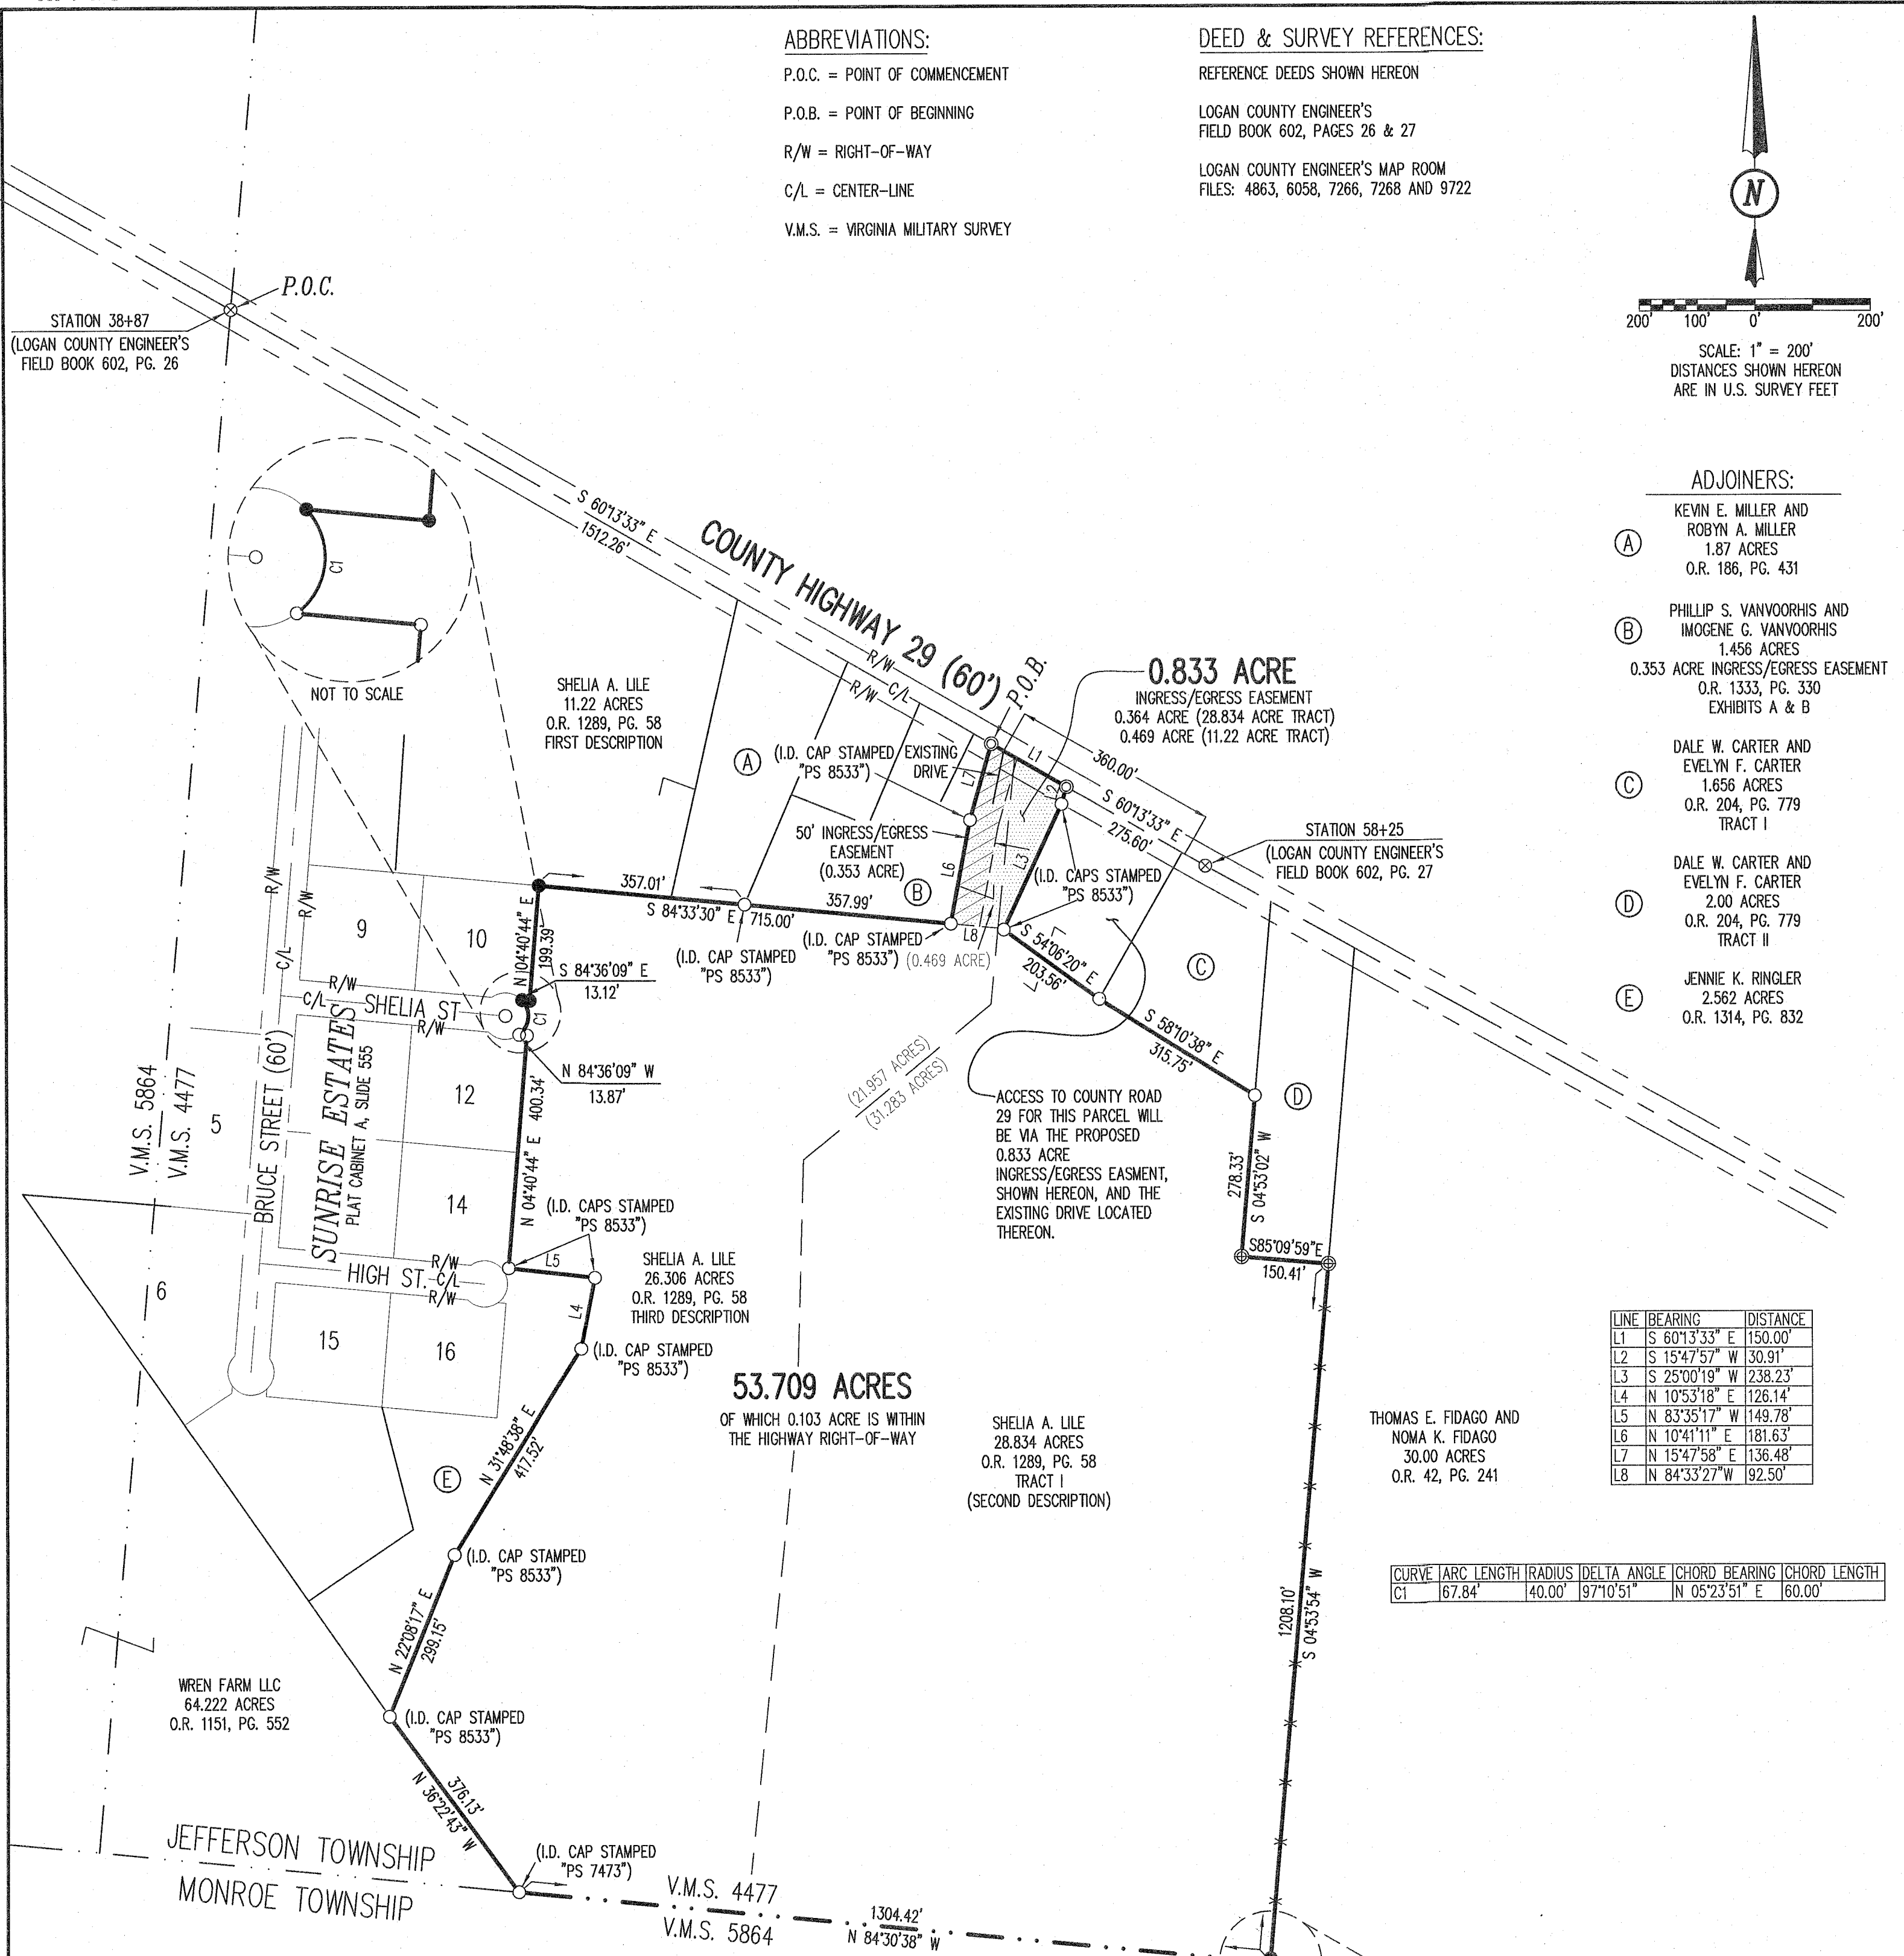 ABBREVIATIONS:
P.O.C. = POINT OF COMMENCEMENT
P.O.B. = POINT OF BEGINNING
R/W = RIGHT-OF-WAY
C/L = CENTER-LINE
V.M.S. = VIRGINIA MILITARY SURVEY
DEED & SURVEY REFERENCES:
REFERENCE DEEDS SHOWN HEREON
LOGAN COUNTY ENGINEER'S
FIELD BOOK 602, PAGES 26 & 27
LOGAN COUNTY ENGINEER'S MAP ROOM
FILES: 4863, 6058, 7266, 7268 AND 9722
N
200' 100' 0' 200'
SCALE: 1" = 200'
DISTANCES SHOWN HEREON
ARE IN U.S. SURVEY FEET
P.O.C.
STATION 38+87
(LOGAN COUNTY ENGINEER'S
FIELD BOOK 602, PG. 26
S 60°13'33" E
1512.26'
COUNTY HIGHWAY 29 (60')
R/W
C/L
R/W
C1
NOT TO SCALE
SHELIA A. LILE
11.22 ACRES
O.R. 1289, PG. 58
FIRST DESCRIPTION
P.O.B.
0.833 ACRE
INGRESS/EGRESS EASEMENT
0.364 ACRE (28.834 ACRE TRACT)
0.469 ACRE (11.22 ACRE TRACT)
L1
360.00'
A
(I.D. CAP STAMPED
"PS 8533")
EXISTING
DRIVE
L7
L2
S 60°13'33" E
275.60'
STATION 58+25
(LOGAN COUNTY ENGINEER'S
FIELD BOOK 602, PG. 27
50' INGRESS/EGRESS
EASEMENT
(0.353 ACRE)
L6
L3
(I.D. CAPS STAMPED
"PS 8533")
B
357.01'
S 84°33'30" E
715.00'
357.99'
(I.D. CAP STAMPED
"PS 8533")
(I.D. CAP STAMPED
"PS 8533")
L8
(0.469 ACRE)
S 54°06'20" E
203.56'
C
S 58°10'38" E
315.75'
D
9
10
N 04°40'44" E
199.39'
S 84°36'09" E
13.12'
R/W
R/W
C/L
R/W
C/L
SHELIA ST
R/W
C1
N 84°36'09" W
13.87'
V.M.S. 5864
V.M.S. 4477
5
BRUCE STREET (60')
SUNRISE ESTATES
PLAT CABINET A, SLIDE 555
12
14
N 04°40'44" E 400.34'
(21.957 ACRES)
(31.283 ACRES)
ACCESS TO COUNTY ROAD
29 FOR THIS PARCEL WILL
BE VIA THE PROPOSED
0.833 ACRE
INGRESS/EGRESS EASMENT,
SHOWN HEREON, AND THE
EXISTING DRIVE LOCATED
THEREON.
278.33'
S 04°53'02" W
S85°09'59"E
150.41'
(I.D. CAPS STAMPED
"PS 8533")
6
HIGH ST.
R/W
C/L
R/W
L5
SHELIA A. LILE
26.306 ACRES
O.R. 1289, PG. 58
THIRD DESCRIPTION
L4
15
16
(I.D. CAP STAMPED
"PS 8533")
53.709 ACRES
OF WHICH 0.103 ACRE IS WITHIN
THE HIGHWAY RIGHT-OF-WAY
SHELIA A. LILE
28.834 ACRES
O.R. 1289, PG. 58
TRACT I
(SECOND DESCRIPTION)
THOMAS E. FIDAGO AND
NOMA K. FIDAGO
30.00 ACRES
O.R. 42, PG. 241
N 31°48'38" E
417.52'
E
(I.D. CAP STAMPED
"PS 8533")
N 22°08'17" E
299.15'
(I.D. CAP STAMPED
"PS 8533")
WREN FARM LLC
64.222 ACRES
O.R. 1151, PG. 552
376.13'
N 36°22'43" W
(I.D. CAP STAMPED
"PS 7473")
JEFFERSON TOWNSHIP
MONROE TOWNSHIP
V.M.S. 4477
V.M.S. 5864
1304.42'
N 84°30'38" W
1208.10'
S 04°53'54" W
ADJOINERS:
A
KEVIN E. MILLER AND
ROBYN A. MILLER
1.87 ACRES
O.R. 186, PG. 431
B
PHILLIP S. VANVOORHIS AND
IMOGENE G. VANVOORHIS
1.456 ACRES
0.353 ACRE INGRESS/EGRESS EASEMENT
O.R. 1333, PG. 330
EXHIBITS A & B
C
DALE W. CARTER AND
EVELYN F. CARTER
1.656 ACRES
O.R. 204, PG. 779
TRACT I
D
DALE W. CARTER AND
EVELYN F. CARTER
2.00 ACRES
O.R. 204, PG. 779
TRACT II
E
JENNIE K. RINGLER
2.562 ACRES
O.R. 1314, PG. 832
LINE BEARING DISTANCE
L1 S 60°13'33" E 150.00'
L2 S 15°47'57" W 30.91'
L3 S 25°00'19" W 238.23'
L4 N 10°53'18" E 126.14'
L5 N 83°35'17" W 149.78'
L6 N 10°41'11" E 181.63'
L7 N 15°47'58" E 136.48'
L8 N 84°33'27"W 92.50'
CURVE ARC LENGTH RADIUS DELTA ANGLE CHORD BEARING CHORD LENGTH
C1 67.84' 40.00' 97°10'51" N 05°23'51" E 60.00'